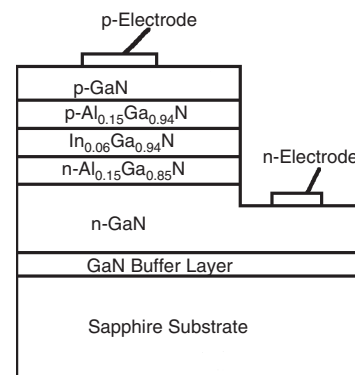 p-Electrode
p-GaN
p-Al₀.₁₅Ga₀.₉₄N
In₀.₀₆Ga₀.₉₄N
n-Electrode
n-Al₀.₁₅Ga₀.₈₅N
n-GaN
GaN Buffer Layer
Sapphire Substrate